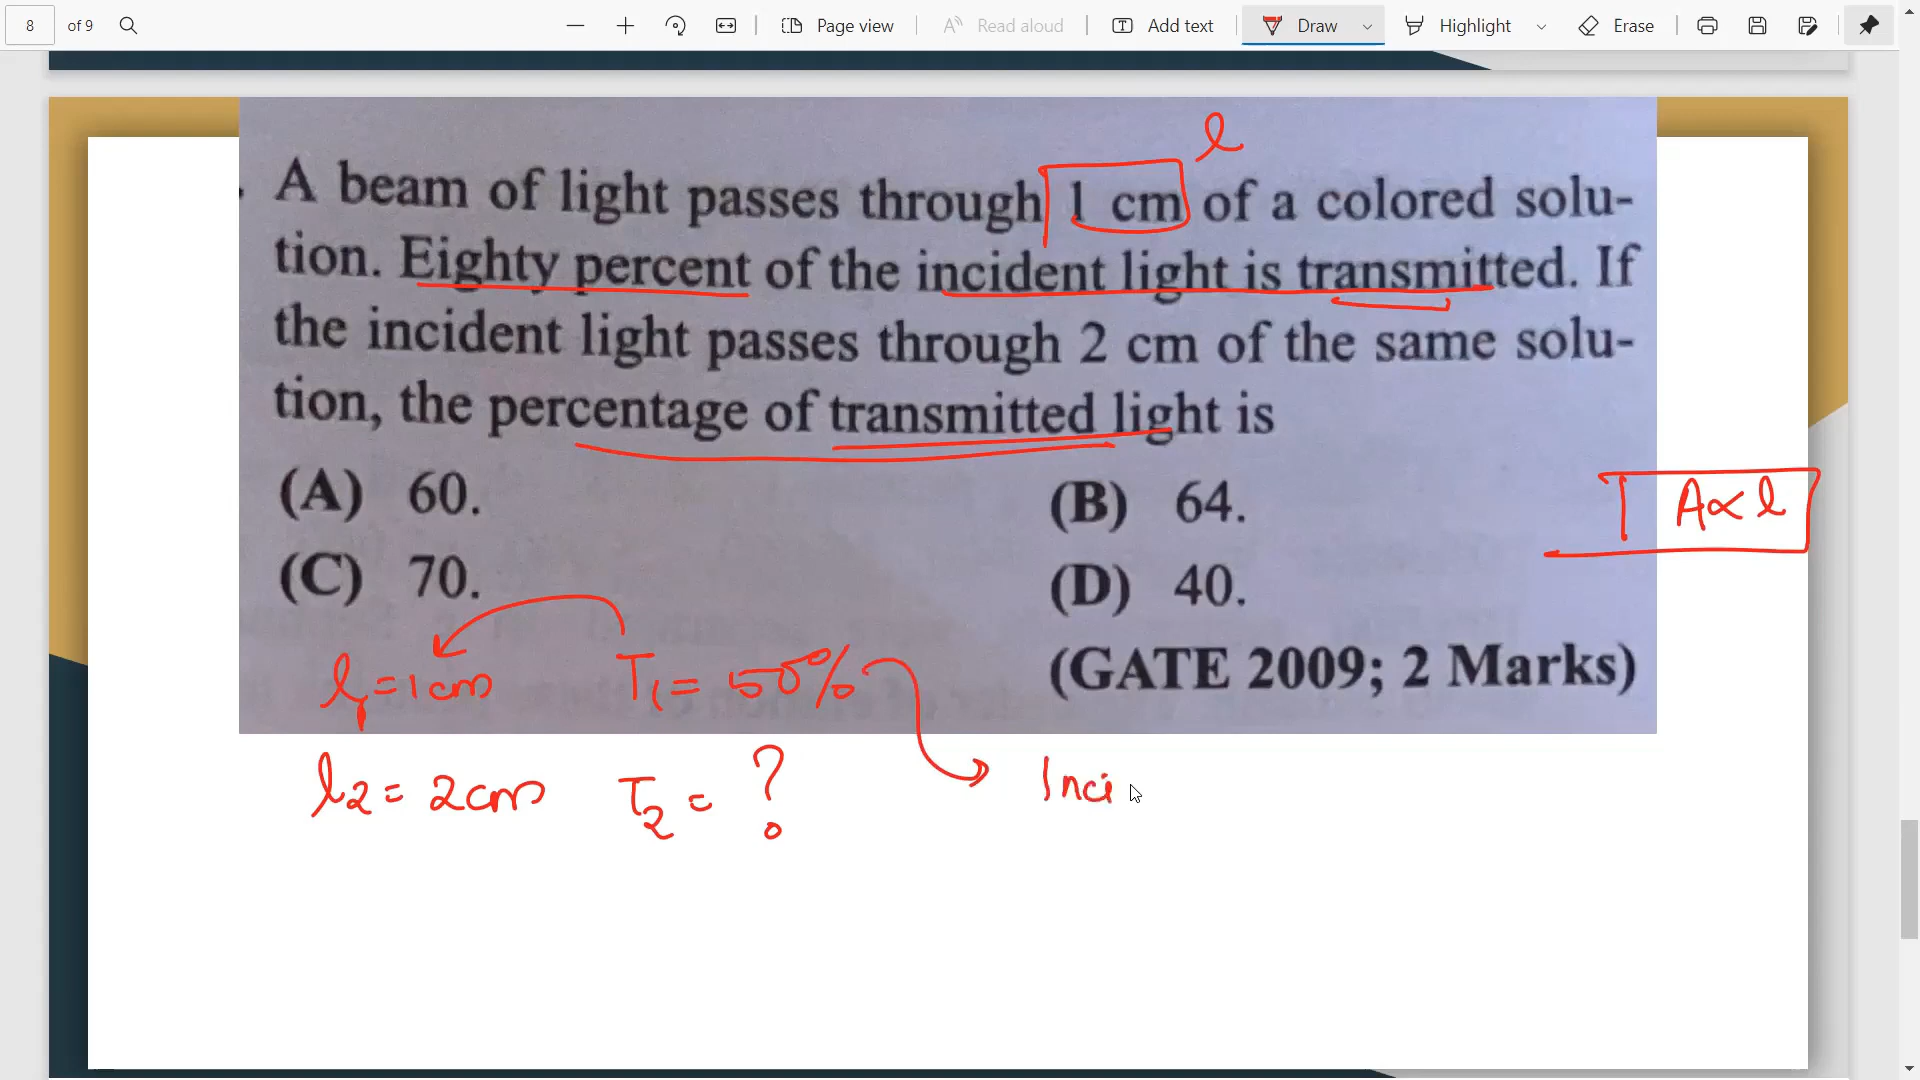 8 of 9 Page view Read aloud Add text Draw Highlight Erase
l
A beam of light passes through 1 cm of a colored solu-
tion. Eighty percent of the incident light is transmitted. If
the incident light passes through 2 cm of the same solu-
tion, the percentage of transmitted light is
(A) 60. (B) 64.
A∝l
(C) 70. (D) 40.
(GATE 2009; 2 Marks)
l₁=1cm T₁= 50%
l₂= 2cm T₂= ? Inci